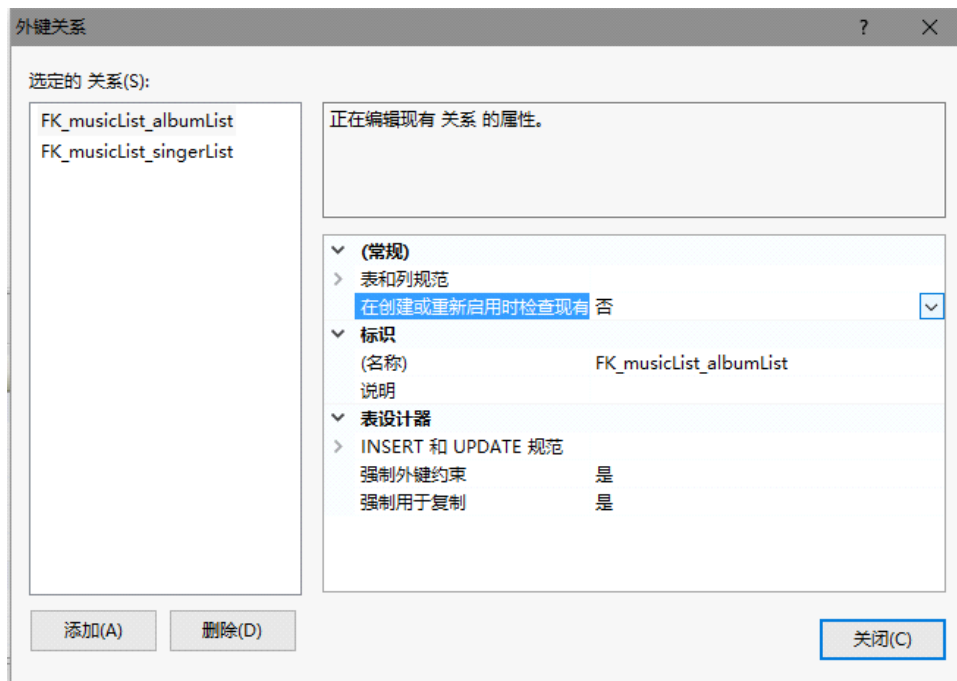 外键关系
?
选定的 关系(S):
FK_musicList_albumList
FK_musicList_singerList
添加(A)
删除(D)
正在编辑现有 关系 的属性。
(常规)
表和列规范
在创建或重新启用时检查现有 否
标识
(名称) FK_musicList_albumList
说明
表设计器
INSERT 和 UPDATE 规范
强制外键约束 是
强制用于复制 是
关闭(C)